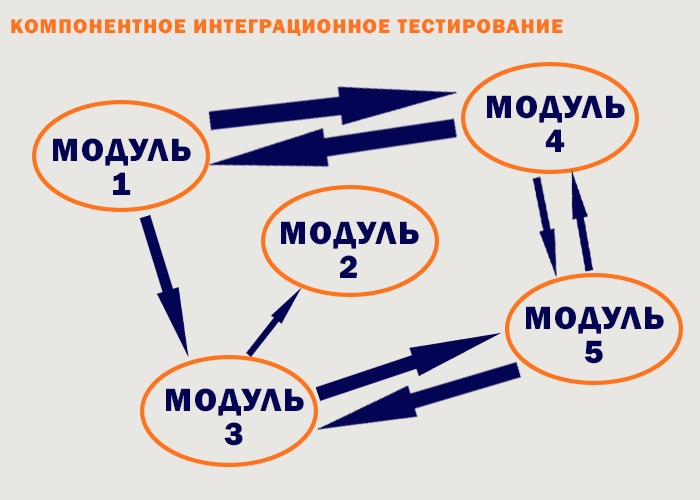 КОМПОНЕНТНОЕ ИНТЕГРАЦИОННОЕ ТЕСТИРОВАНИЕ
МОДУЛЬ
4
МОДУЛЬ
1
МОДУЛЬ
2
МОДУЛЬ
5
МОДУЛЬ
3